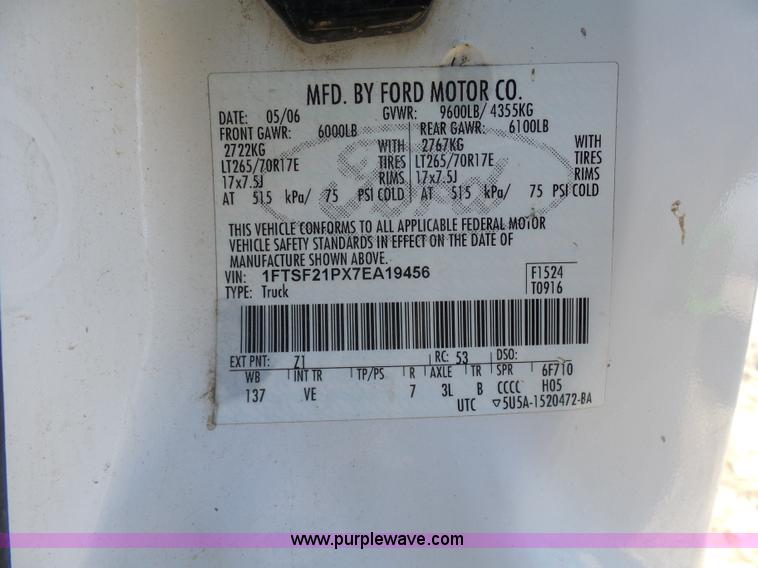 MFD. BY FORD MOTOR CO.
DATE: 05/06 GVWR: 9600LB/ 4355KG
FRONT GAWR: 6000LB REAR GAWR: 6100LB
2722KG WITH 2767KG WITH
LT265/70R17E TIRES LT265/70R17E TIRES
17x7.5J RIMS 17x7.5J RIMS
AT 515 kPa/ 75 PSI COLD AT 515 kPa/ 75 PSI COLD
Ford
THIS VEHICLE CONFORMS TO ALL APPLICABLE FEDERAL MOTOR
VEHICLE SAFETY STANDARDS IN EFFECT ON THE DATE OF
MANUFACTURE SHOWN ABOVE.
VIN: 1FTSF21PX7EA19456 F1524
TYPE: Truck T0916
EXT PNT: Z1 RC: 53 DSO:
WB INT TR TP/PS R AXLE TR SPR 6F710
137 VE 7 3L B CCCC H05
UTC ▽5U5A-1520472-BA
www.purplewave.com